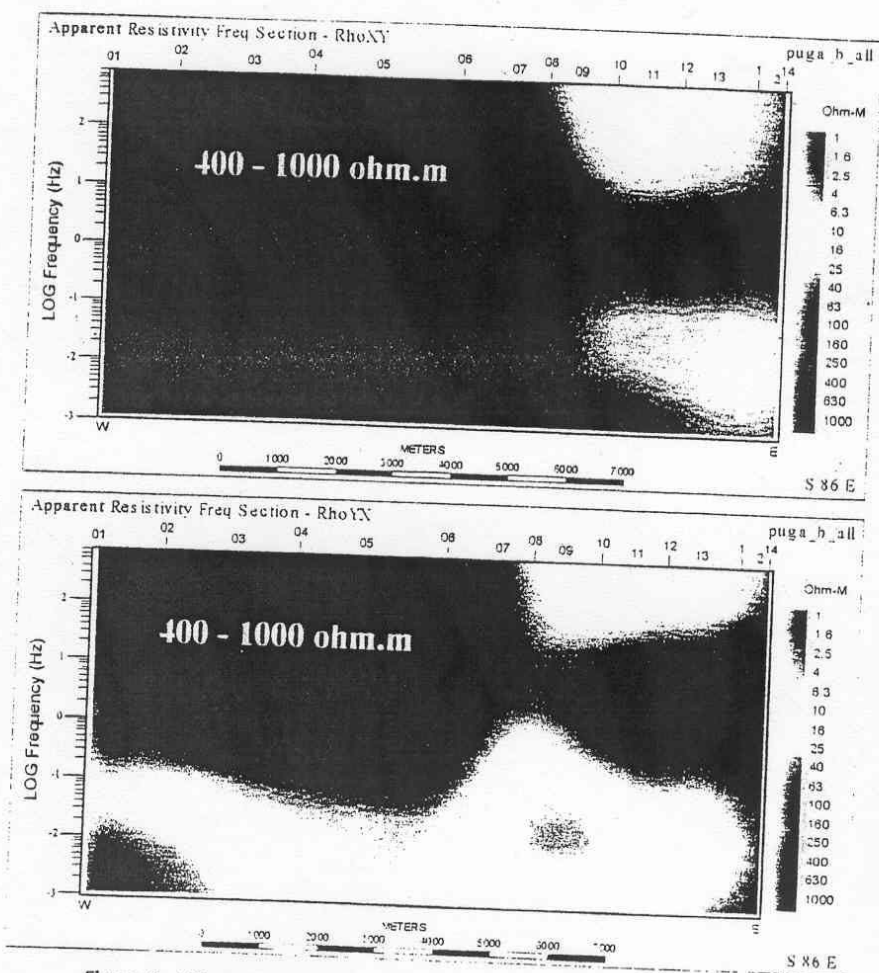 Apparent Resistivity Freq Section - RhoXY
puga_b_all
01 02 03 04 05 06 07 08 09 10 11 12 13 1 2 14
Ohm-M
400 - 1000 ohm.m
LOG Frequency (Hz)
2
1
0
-1
-2
-3
1
1.6
2.5
4
6.3
10
16
25
40
63
100
160
250
400
630
1000
W
E
METERS
0 1000 2000 3000 4000 5000 6000 7000
S 86 E
Apparent Resistivity Freq Section - RhoYX
puga_b_all
01 02 03 04 05 06 07 08 09 10 11 12 13 1 2 14
Ohm-M
400 - 1000 ohm.m
LOG Frequency (Hz)
2
1
0
-1
-2
-3
1
1.6
2.5
4
6.3
10
16
25
40
63
100
160
250
400
630
1000
W
E
METERS
1000 2000 3000 4000 5000
S 86 E